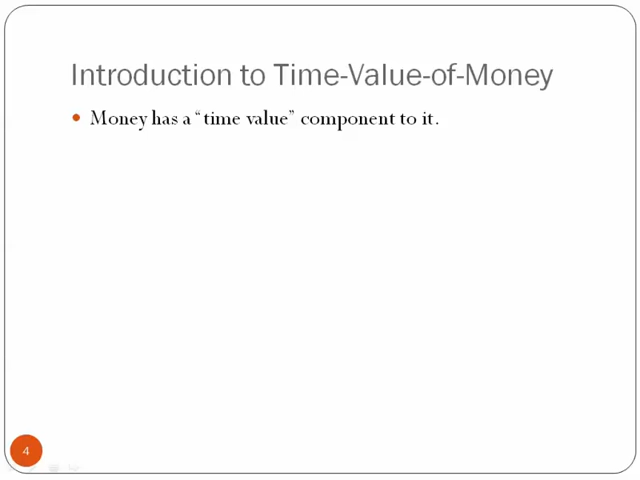 Introduction to Time-Value-of-Money
• Money has a “time value” component to it.
4